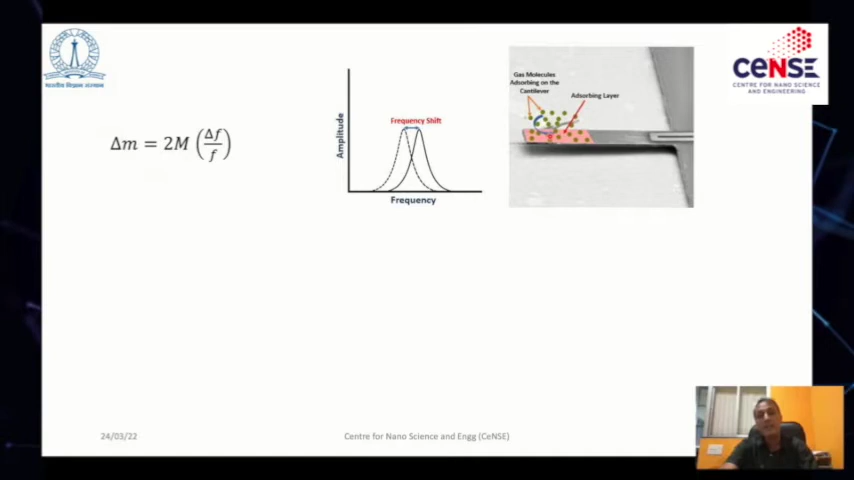 CeNSE
CENTRE FOR NANO SCIENCE
AND ENGINEERING
भारतीय विज्ञान संस्थान
Δm = 2M (Δf/f)
Amplitude
Frequency Shift
Frequency
Gas Molecules
Adsorbing on the
Cantilever
Adsorbing Layer
24/03/22
Centre for Nano Science and Engg (CeNSE)